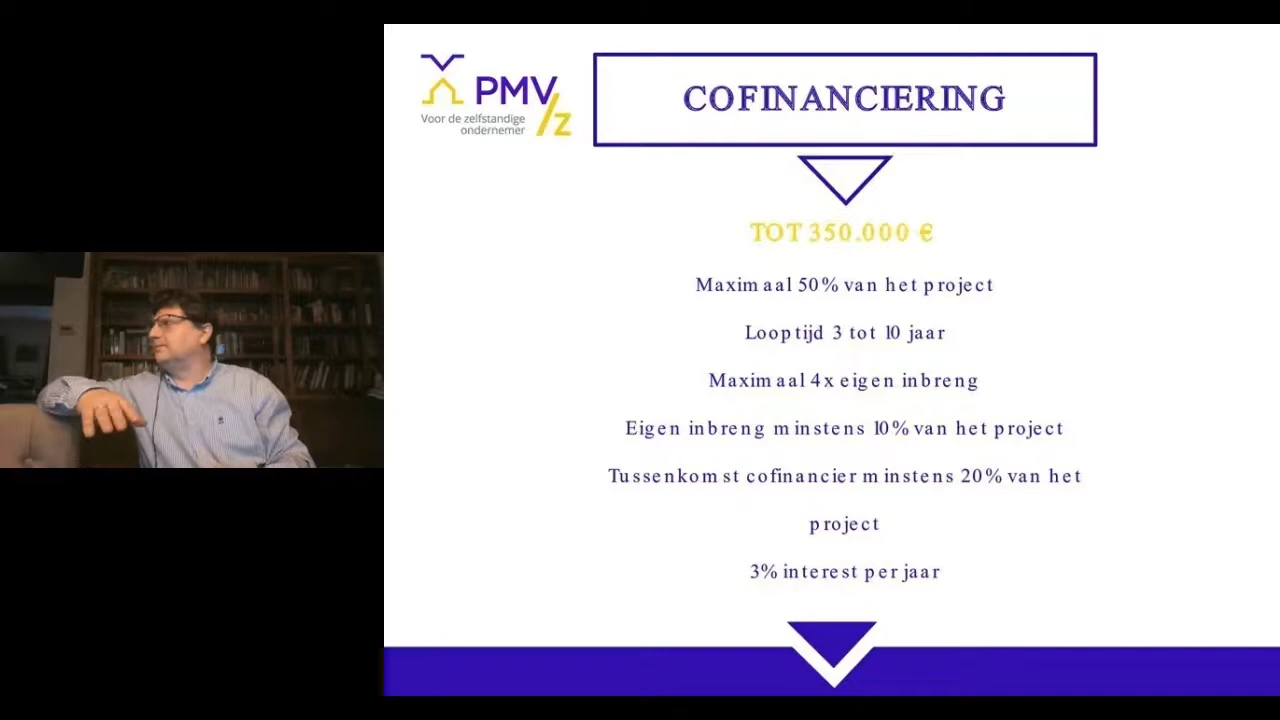 PMV
/z
Voor de zelfstandige
ondernemer
COFINANCIERING
TOT 350.000 €
Maximaal 50% van het project
Looptijd 3 tot 10 jaar
Maximaal 4x eigen inbreng
Eigen inbreng minstens 10% van het project
Tussenkomst cofinancier minstens 20% van het
project
3% interest per jaar